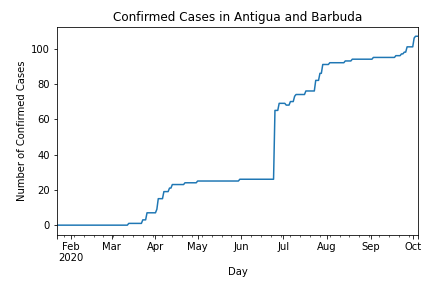 Confirmed Cases in Antigua and Barbuda
Number of Confirmed Cases
100
80
60
40
20
0
Feb Mar Apr May Jun Jul Aug Sep Oct
2020
Day